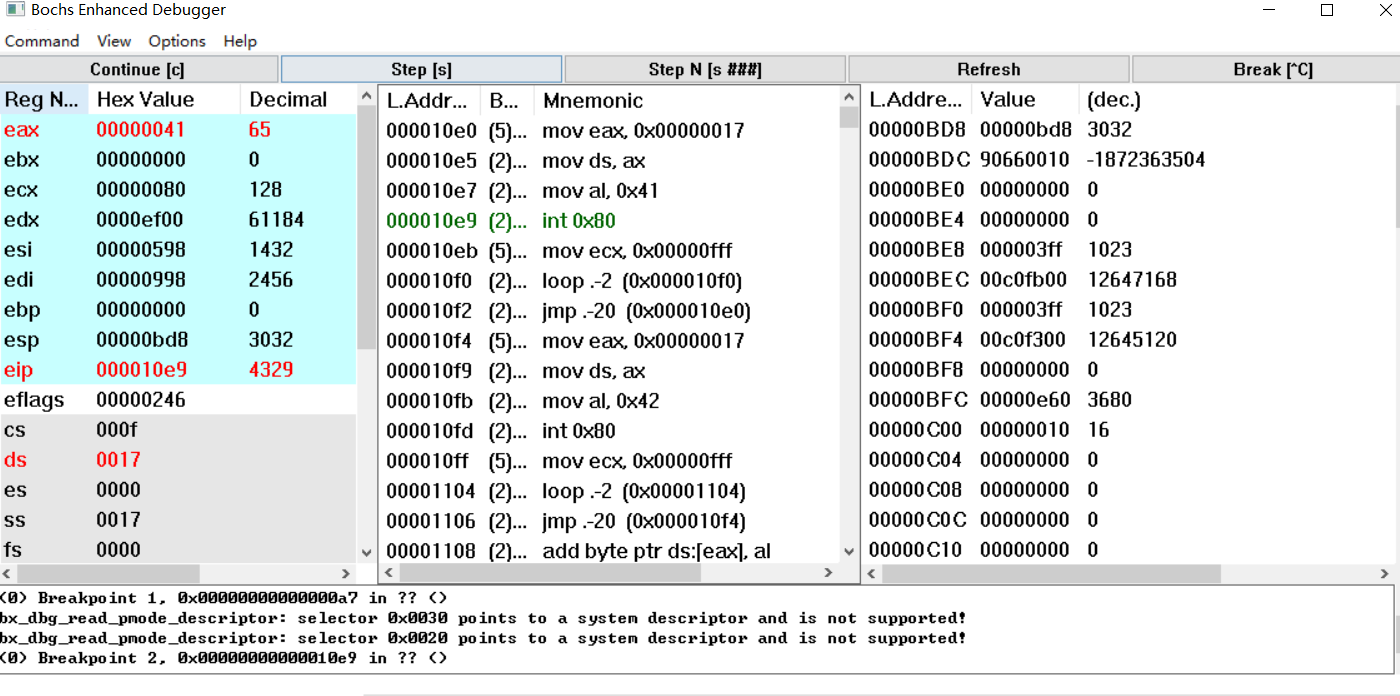 Bochs Enhanced Debugger
Command View Options Help
Continue [c] Step [s] Step N [s ###] Refresh Break [^C]
Reg N... Hex Value Decimal L.Addr... B... Mnemonic L.Addre... Value (dec.)
eax 00000041 65 000010e0 (5)... mov eax, 0x00000017 00000BD8 00000bd8 3032
ebx 00000000 0 000010e5 (2)... mov ds, ax 00000BDC 90660010 -1872363504
ecx 00000080 128 000010e7 (2)... mov al, 0x41 00000BE0 00000000 0
edx 0000ef00 61184 000010e9 (2)... int 0x80 00000BE4 00000000 0
esi 00000598 1432 000010eb (5)... mov ecx, 0x00000fff 00000BE8 000003ff 1023
edi 00000998 2456 000010f0 (2)... loop .-2 (0x000010f0) 00000BEC 00c0fb00 12647168
ebp 00000000 0 000010f2 (2)... jmp .-20 (0x000010e0) 00000BF0 000003ff 1023
esp 00000bd8 3032 000010f4 (5)... mov eax, 0x00000017 00000BF4 00c0f300 12645120
eip 000010e9 4329 000010f9 (2)... mov ds, ax 00000BF8 00000000 0
eflags 00000246 000010fb (2)... mov al, 0x42 00000BFC 00000e60 3680
cs 000f 000010fd (2)... int 0x80 00000C00 00000010 16
ds 0017 000010ff (5)... mov ecx, 0x00000fff 00000C04 00000000 0
es 0000 00001104 (2)... loop .-2 (0x00001104) 00000C08 00000000 0
ss 0017 00001106 (2)... jmp .-20 (0x000010f4) 00000C0C 00000000 0
fs 0000 00001108 (2)... add byte ptr ds:[eax], al 00000C10 00000000 0
(0) Breakpoint 1, 0x00000000000000a7 in ?? ()
bx_dbg_read_pmode_descriptor: selector 0x0030 points to a system descriptor and is not supported!
bx_dbg_read_pmode_descriptor: selector 0x0020 points to a system descriptor and is not supported!
(0) Breakpoint 2, 0x00000000000010e9 in ?? ()